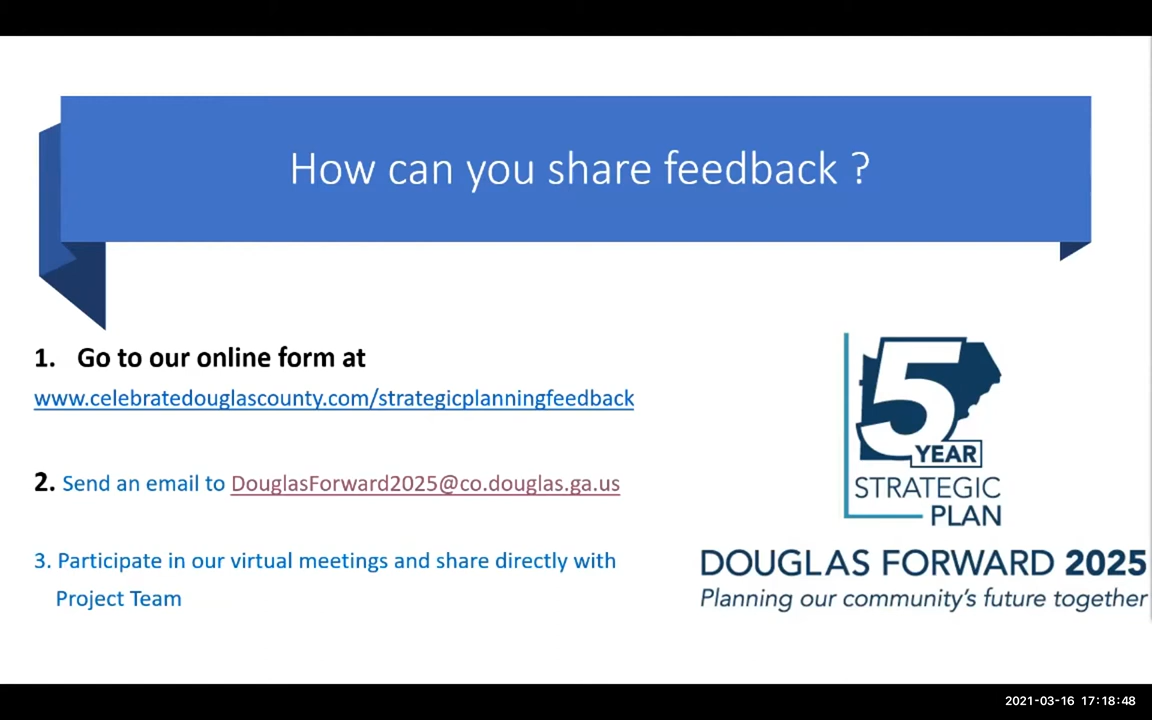 How can you share feedback ?
1. Go to our online form at
www.celebratedouglascounty.com/strategicplanningfeedback
2. Send an email to DouglasForward2025@co.douglas.ga.us
3. Participate in our virtual meetings and share directly with
Project Team
5
YEAR
STRATEGIC
PLAN
DOUGLAS FORWARD 2025
Planning our community's future together
2021-03-16 17:18:48